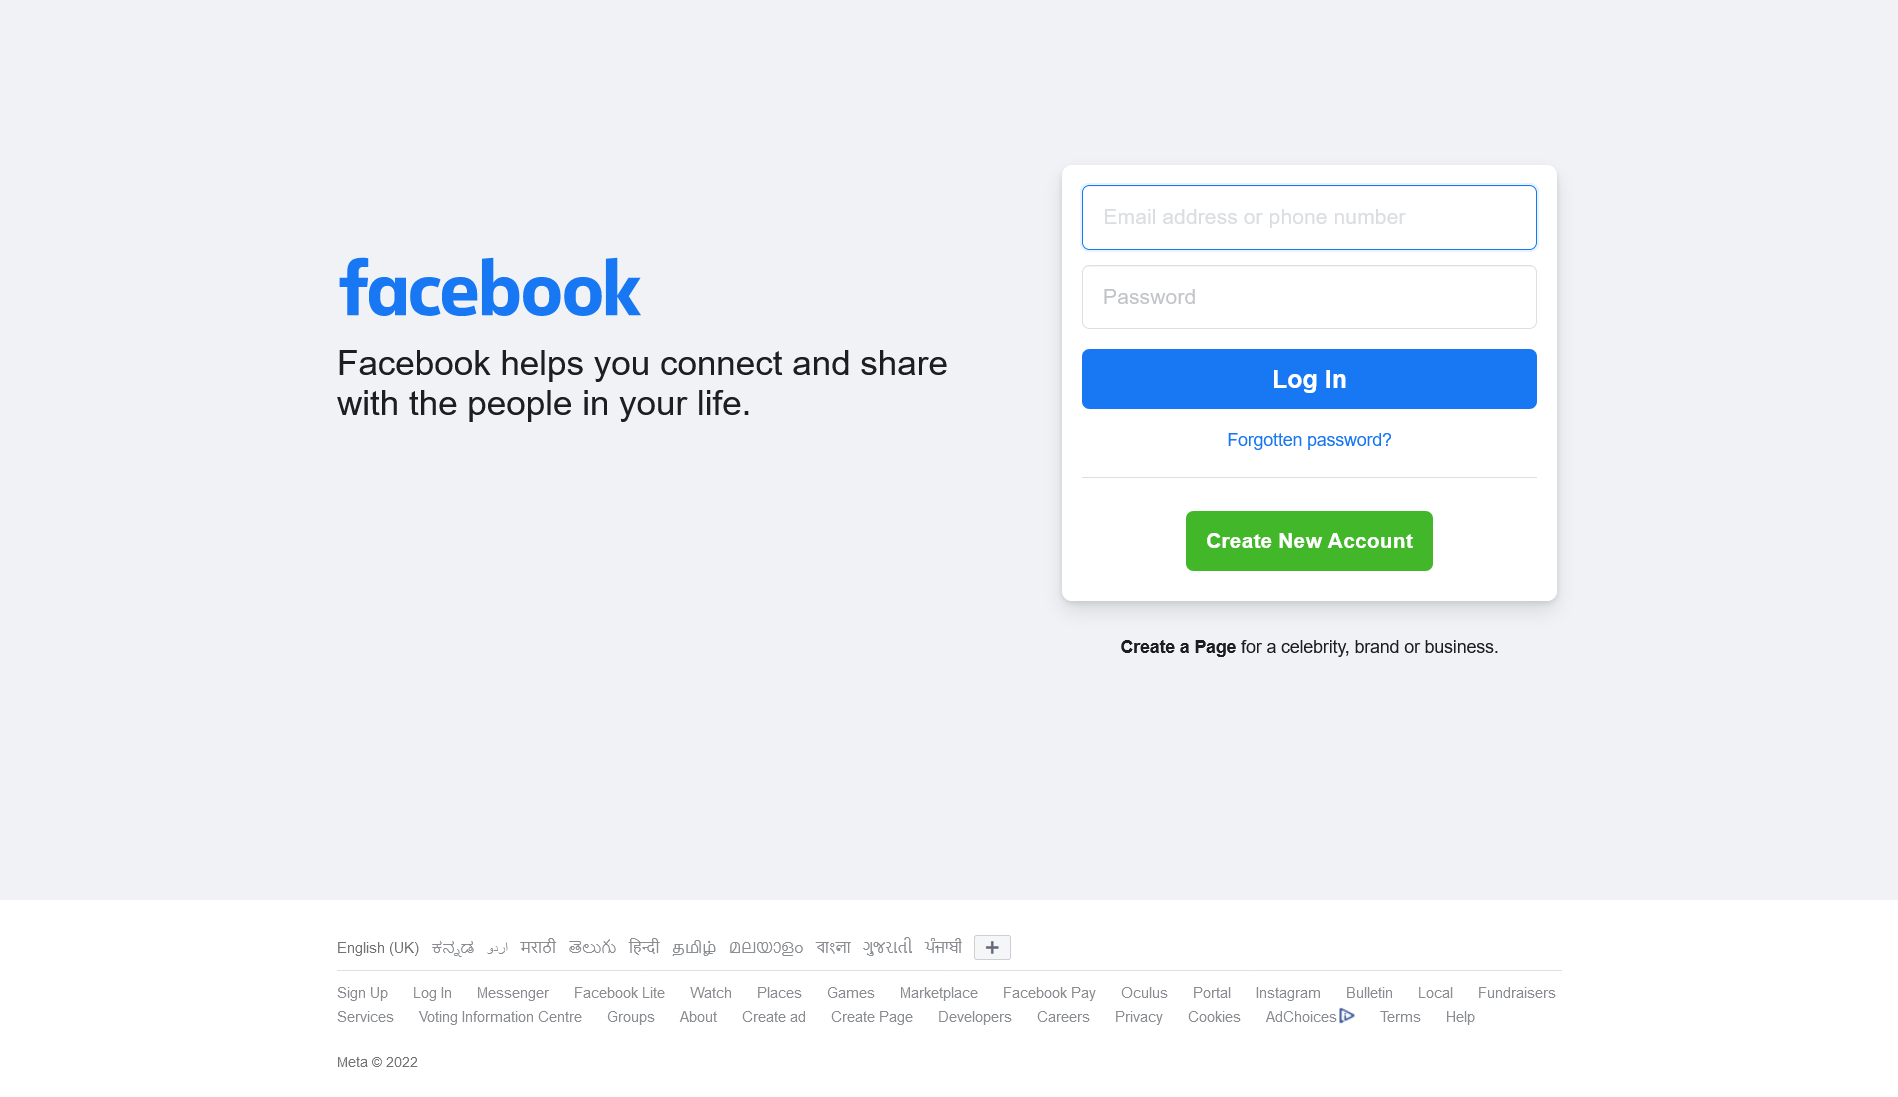 facebook
Facebook helps you connect and share
with the people in your life.
Email address or phone number
Password
Log In
Forgotten password?
Create New Account
Create a Page for a celebrity, brand or business.
English (UK) ಕನ್ನಡ اردو मराठी తెలుగు हिन्दी தமிழ் മലയാളം বাংলা ગુજરાતી ਪੰਜਾਬੀ +
Sign Up Log In Messenger Facebook Lite Watch Places Games Marketplace Facebook Pay Oculus Portal Instagram Bulletin Local Fundraisers
Services Voting Information Centre Groups About Create ad Create Page Developers Careers Privacy Cookies AdChoices Terms Help
Meta © 2022